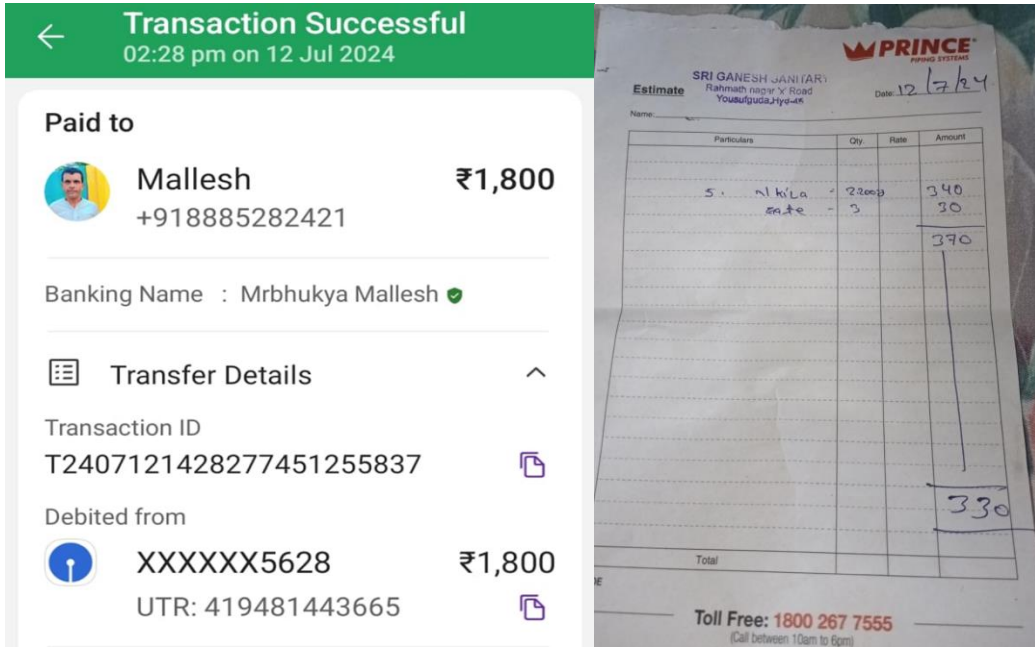 Transaction Successful
02:28 pm on 12 Jul 2024
Paid to
Mallesh ₹1,800
+918885282421
Banking Name : Mrbhukya Mallesh
Transfer Details
Transaction ID
T2407121428277451255837
Debited from
XXXXXX5628 ₹1,800
UTR: 419481443665
PRINCE
PIPING SYSTEMS
SRI GANESH SANITARY
Estimate Rahmath nagar 'x' Road Date: 12/7/24
Yousufguda,Hyd-45
Name:
Particulars Qty. Rate Amount
5. 340
- 3 30
370
330
Total
Toll Free: 1800 267 7555
(Call between 10am to 6pm)